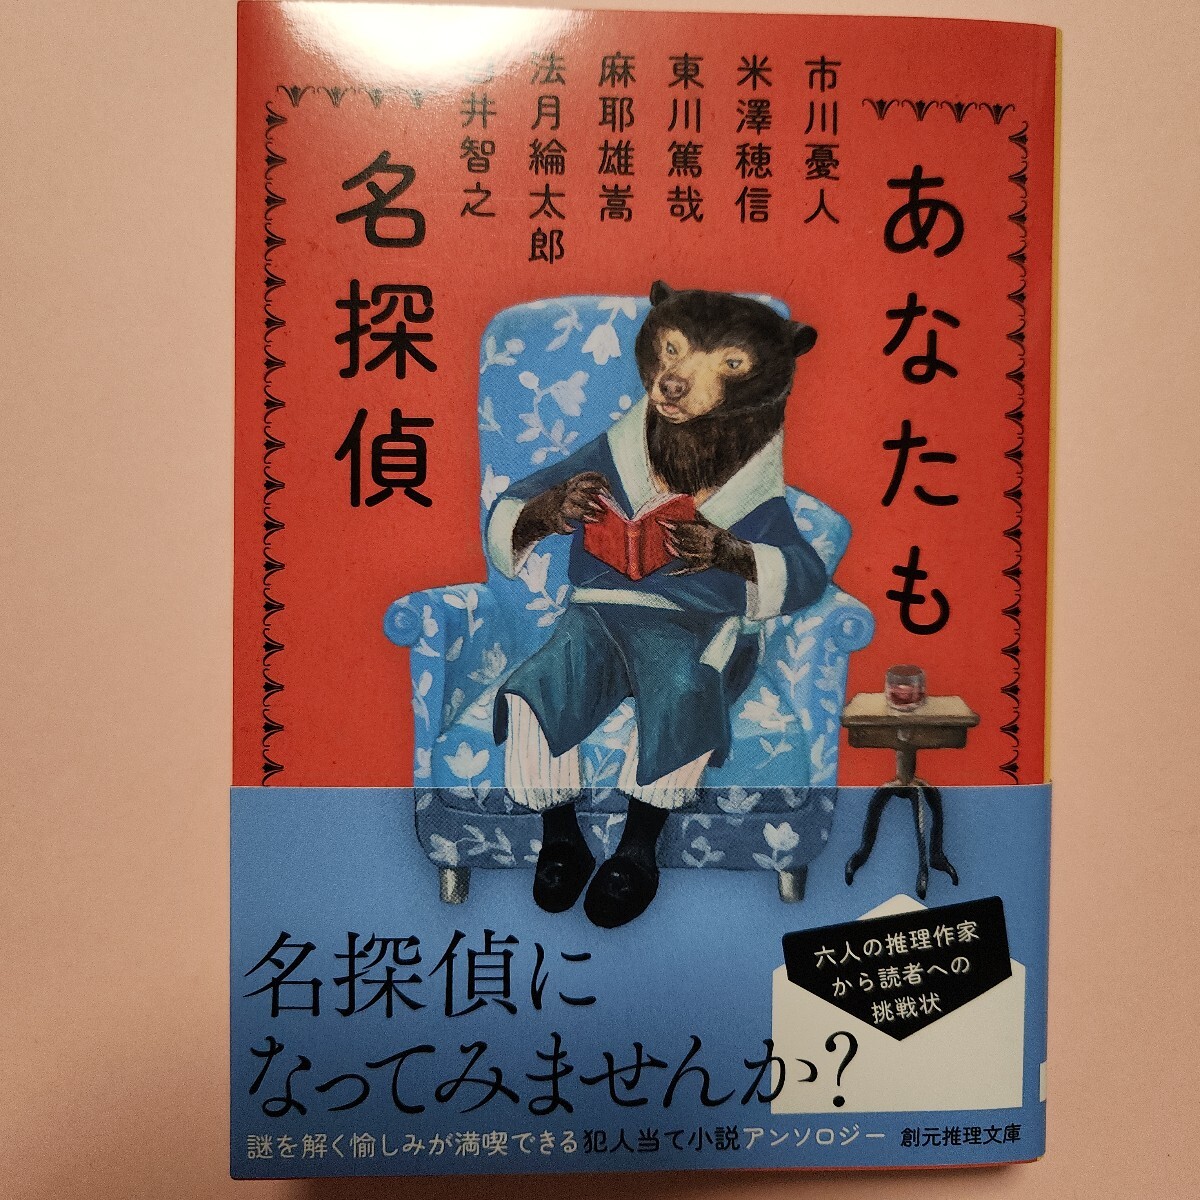 あなたも
名探偵
市川憂人
米澤穂信
東川篤哉
麻耶雄嵩
法月綸太郎
井智之
六人の推理作家
から読者への
挑戦状
名探偵に
なってみませんか?
謎を解く愉しみが満喫できる犯人当て小説アンソロジー
創元推理文庫